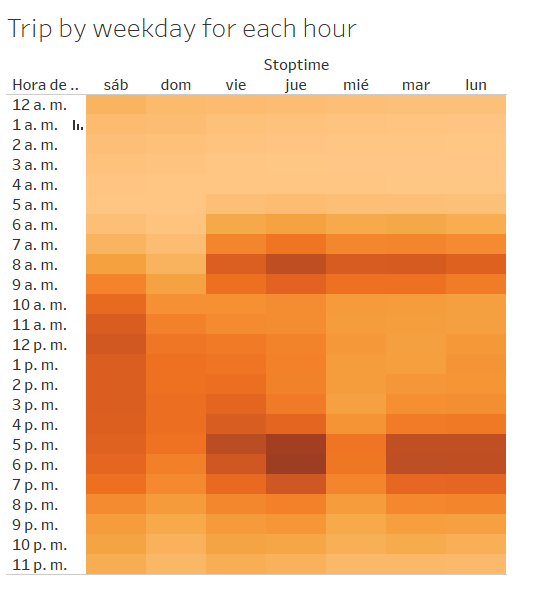 Trip by weekday for each hour
Stoptime
Hora de .. sáb dom vie jue mié mar lun
12 a. m.
1 a. m.
2 a. m.
3 a. m.
4 a. m.
5 a. m.
6 a. m.
7 a. m.
8 a. m.
9 a. m.
10 a. m.
11 a. m.
12 p. m.
1 p. m.
2 p. m.
3 p. m.
4 p. m.
5 p. m.
6 p. m.
7 p. m.
8 p. m.
9 p. m.
10 p. m.
11 p. m.